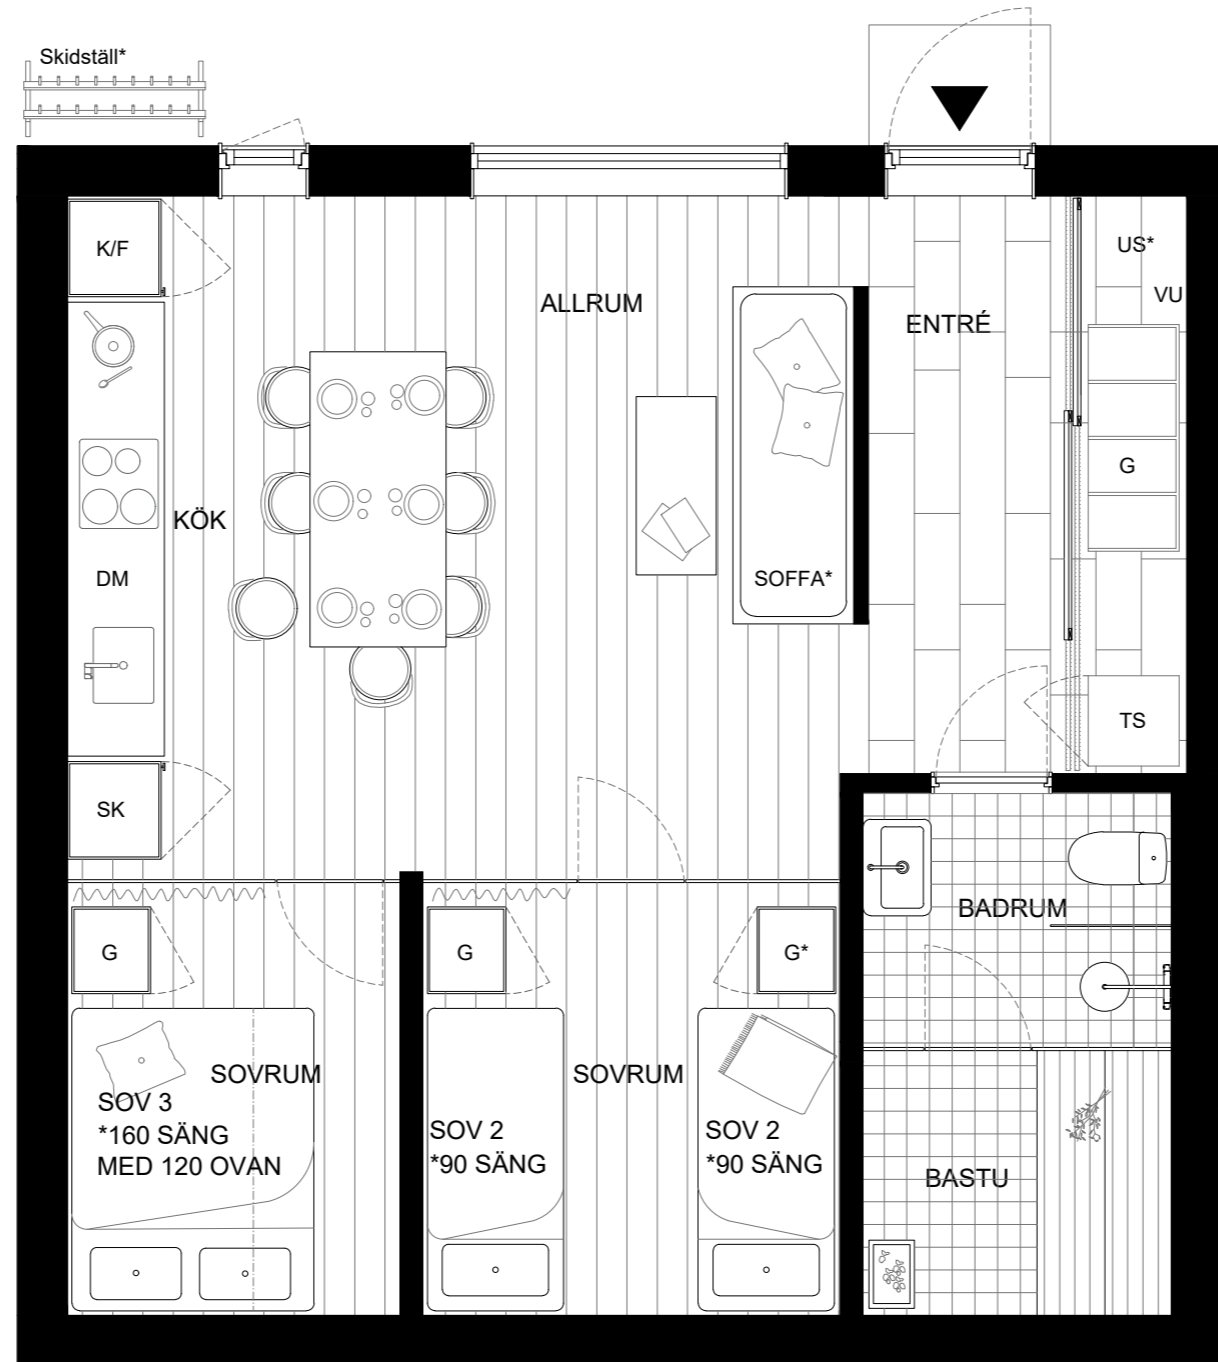 Skidställ*
K/F
ALLRUM
ENTRÉ
US*
VU
G
KÖK
DM
SOFFA*
TS
SK
BADRUM
G
G
G*
SOVRUM
SOV 3
*160 SÄNG
MED 120 OVAN
SOVRUM
SOV 2
*90 SÄNG
SOV 2
*90 SÄNG
BASTU